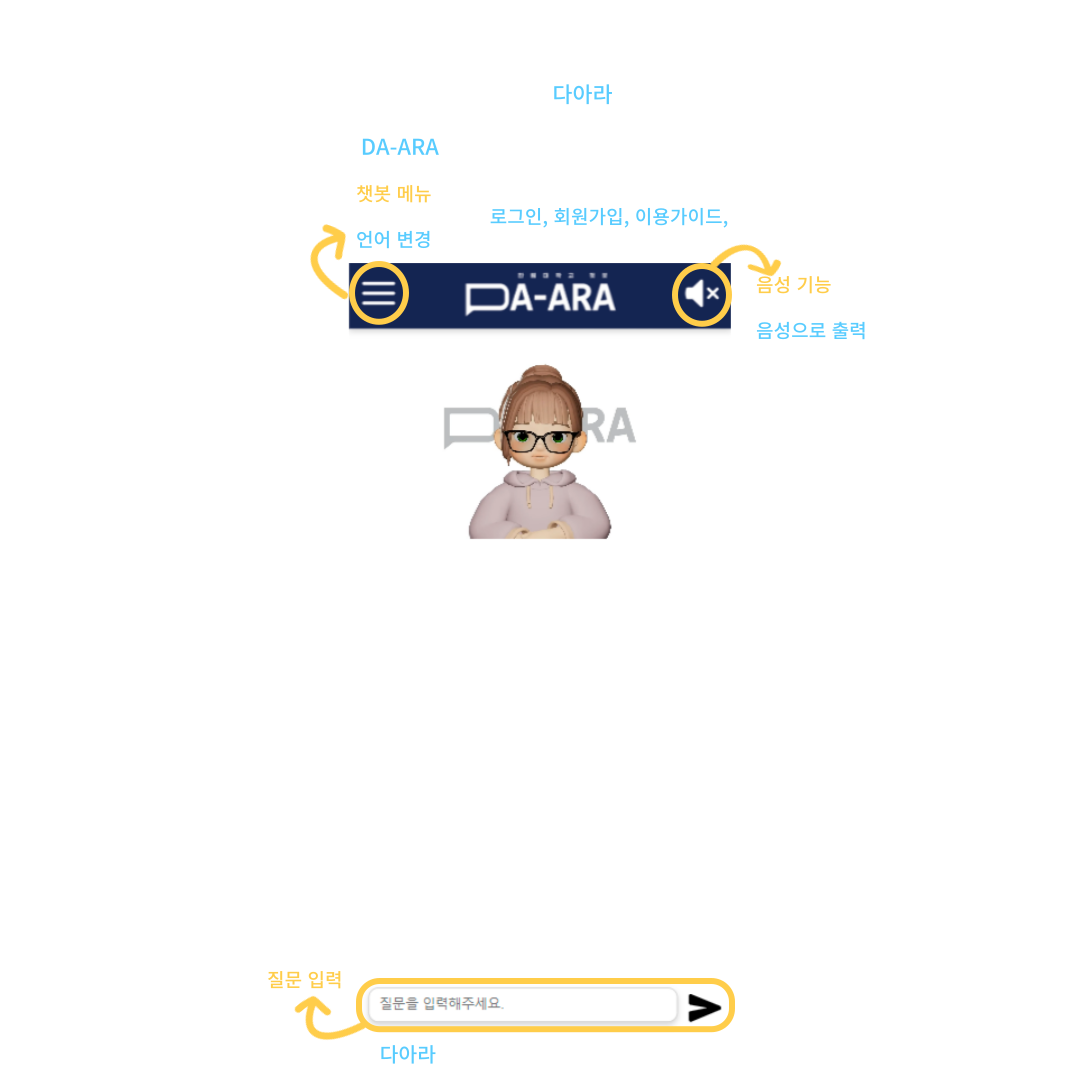 다아라
DA-ARA
챗봇 메뉴
로그인, 회원가입, 이용가이드,
언어 변경
DA-ARA
음성 기능
음성으로 출력
RA
질문 입력
질문을 입력해주세요.
다아라